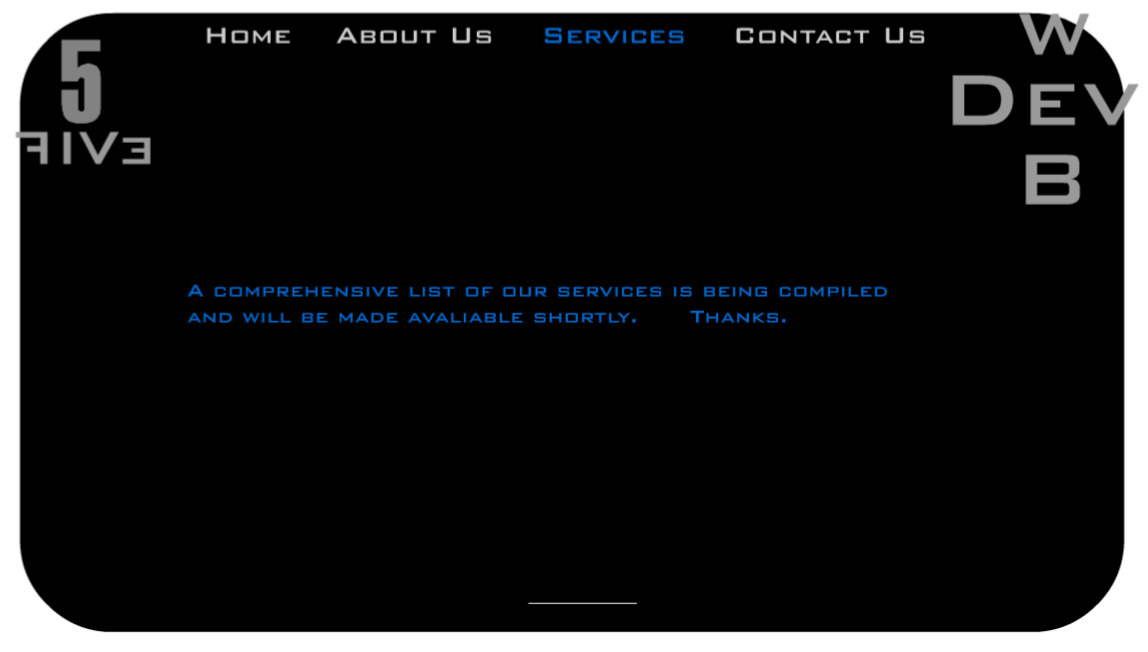 Home About Us Services Contact Us
5
FIVE
W
Dev
B
A comprehensive list of our services is being compiled
and will be made avaliable shortly. Thanks.